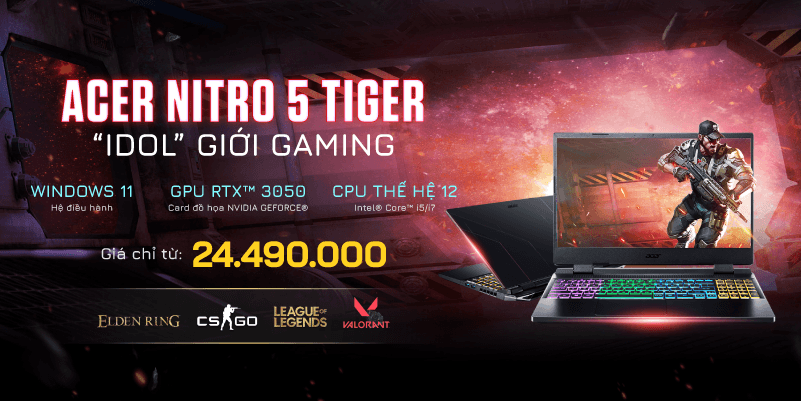 ACER NITRO 5 TIGER
“IDOL” GIỚI GAMING
WINDOWS 11
Hệ điều hành
GPU RTX™ 3050
Card đồ họa NVIDIA GEFORCE®
CPU THẾ HỆ 12
Intel® Core™ i5/i7
Giá chỉ từ: 24.490.000
ELDEN RING
CS GO
LEAGUE OF
LEGENDS
VALORANT
acer